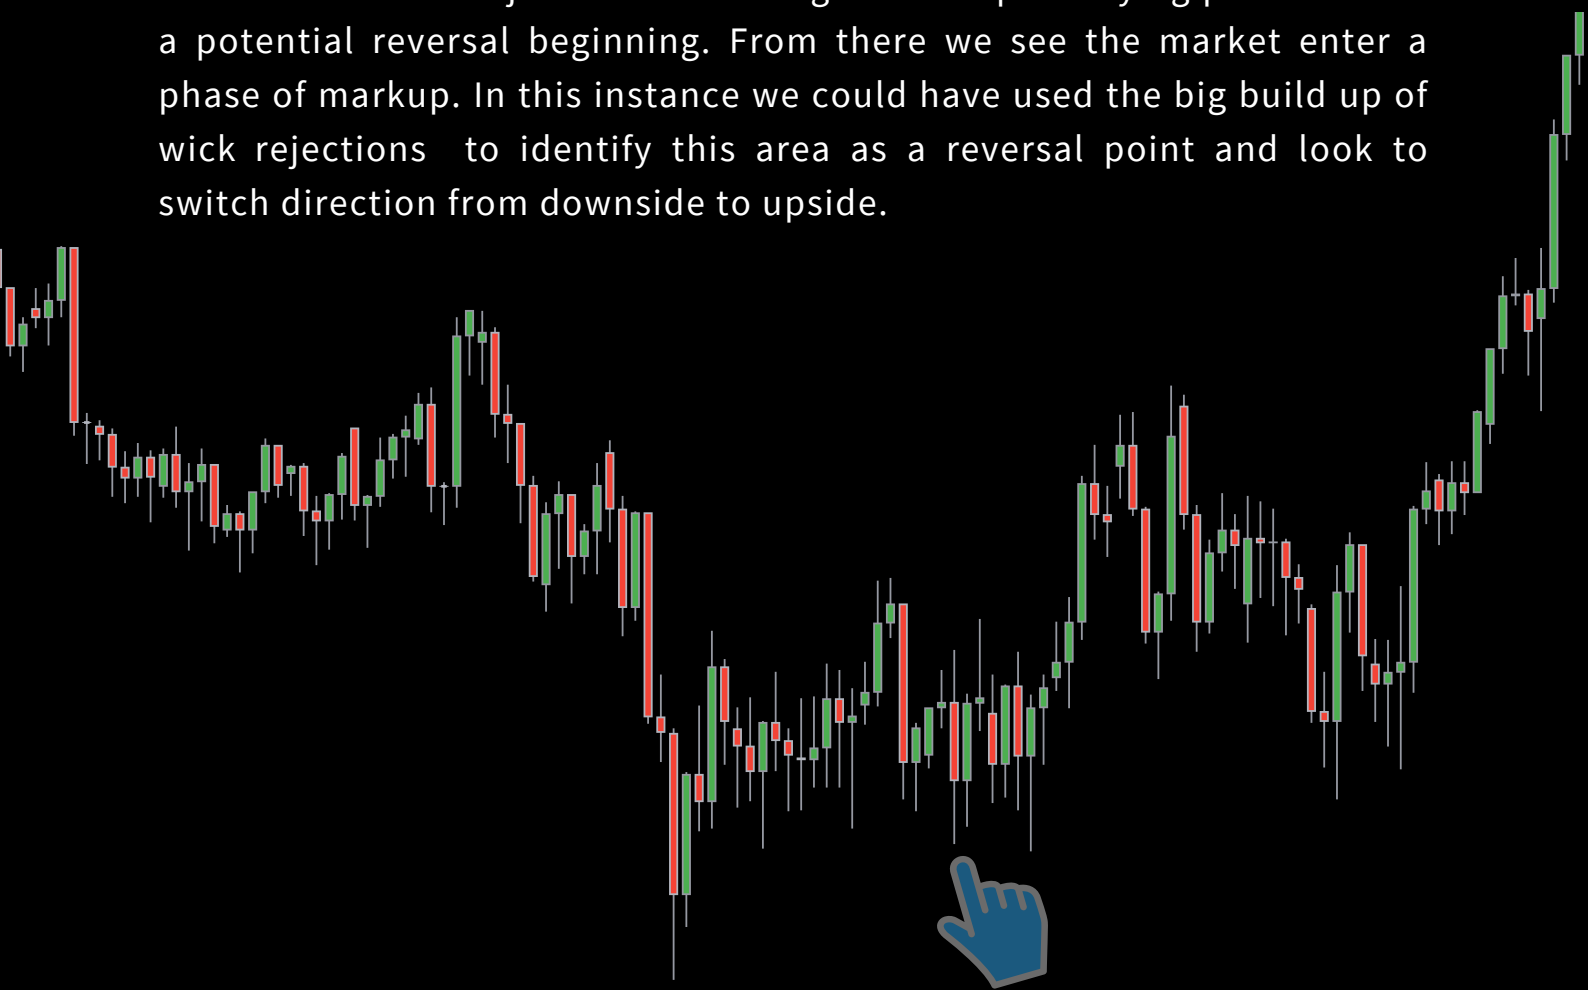 a potential reversal beginning. From there we see the market enter a
phase of markup. In this instance we could have used the big build up of
wick rejections  to identify this area as a reversal point and look to
switch direction from downside to upside.